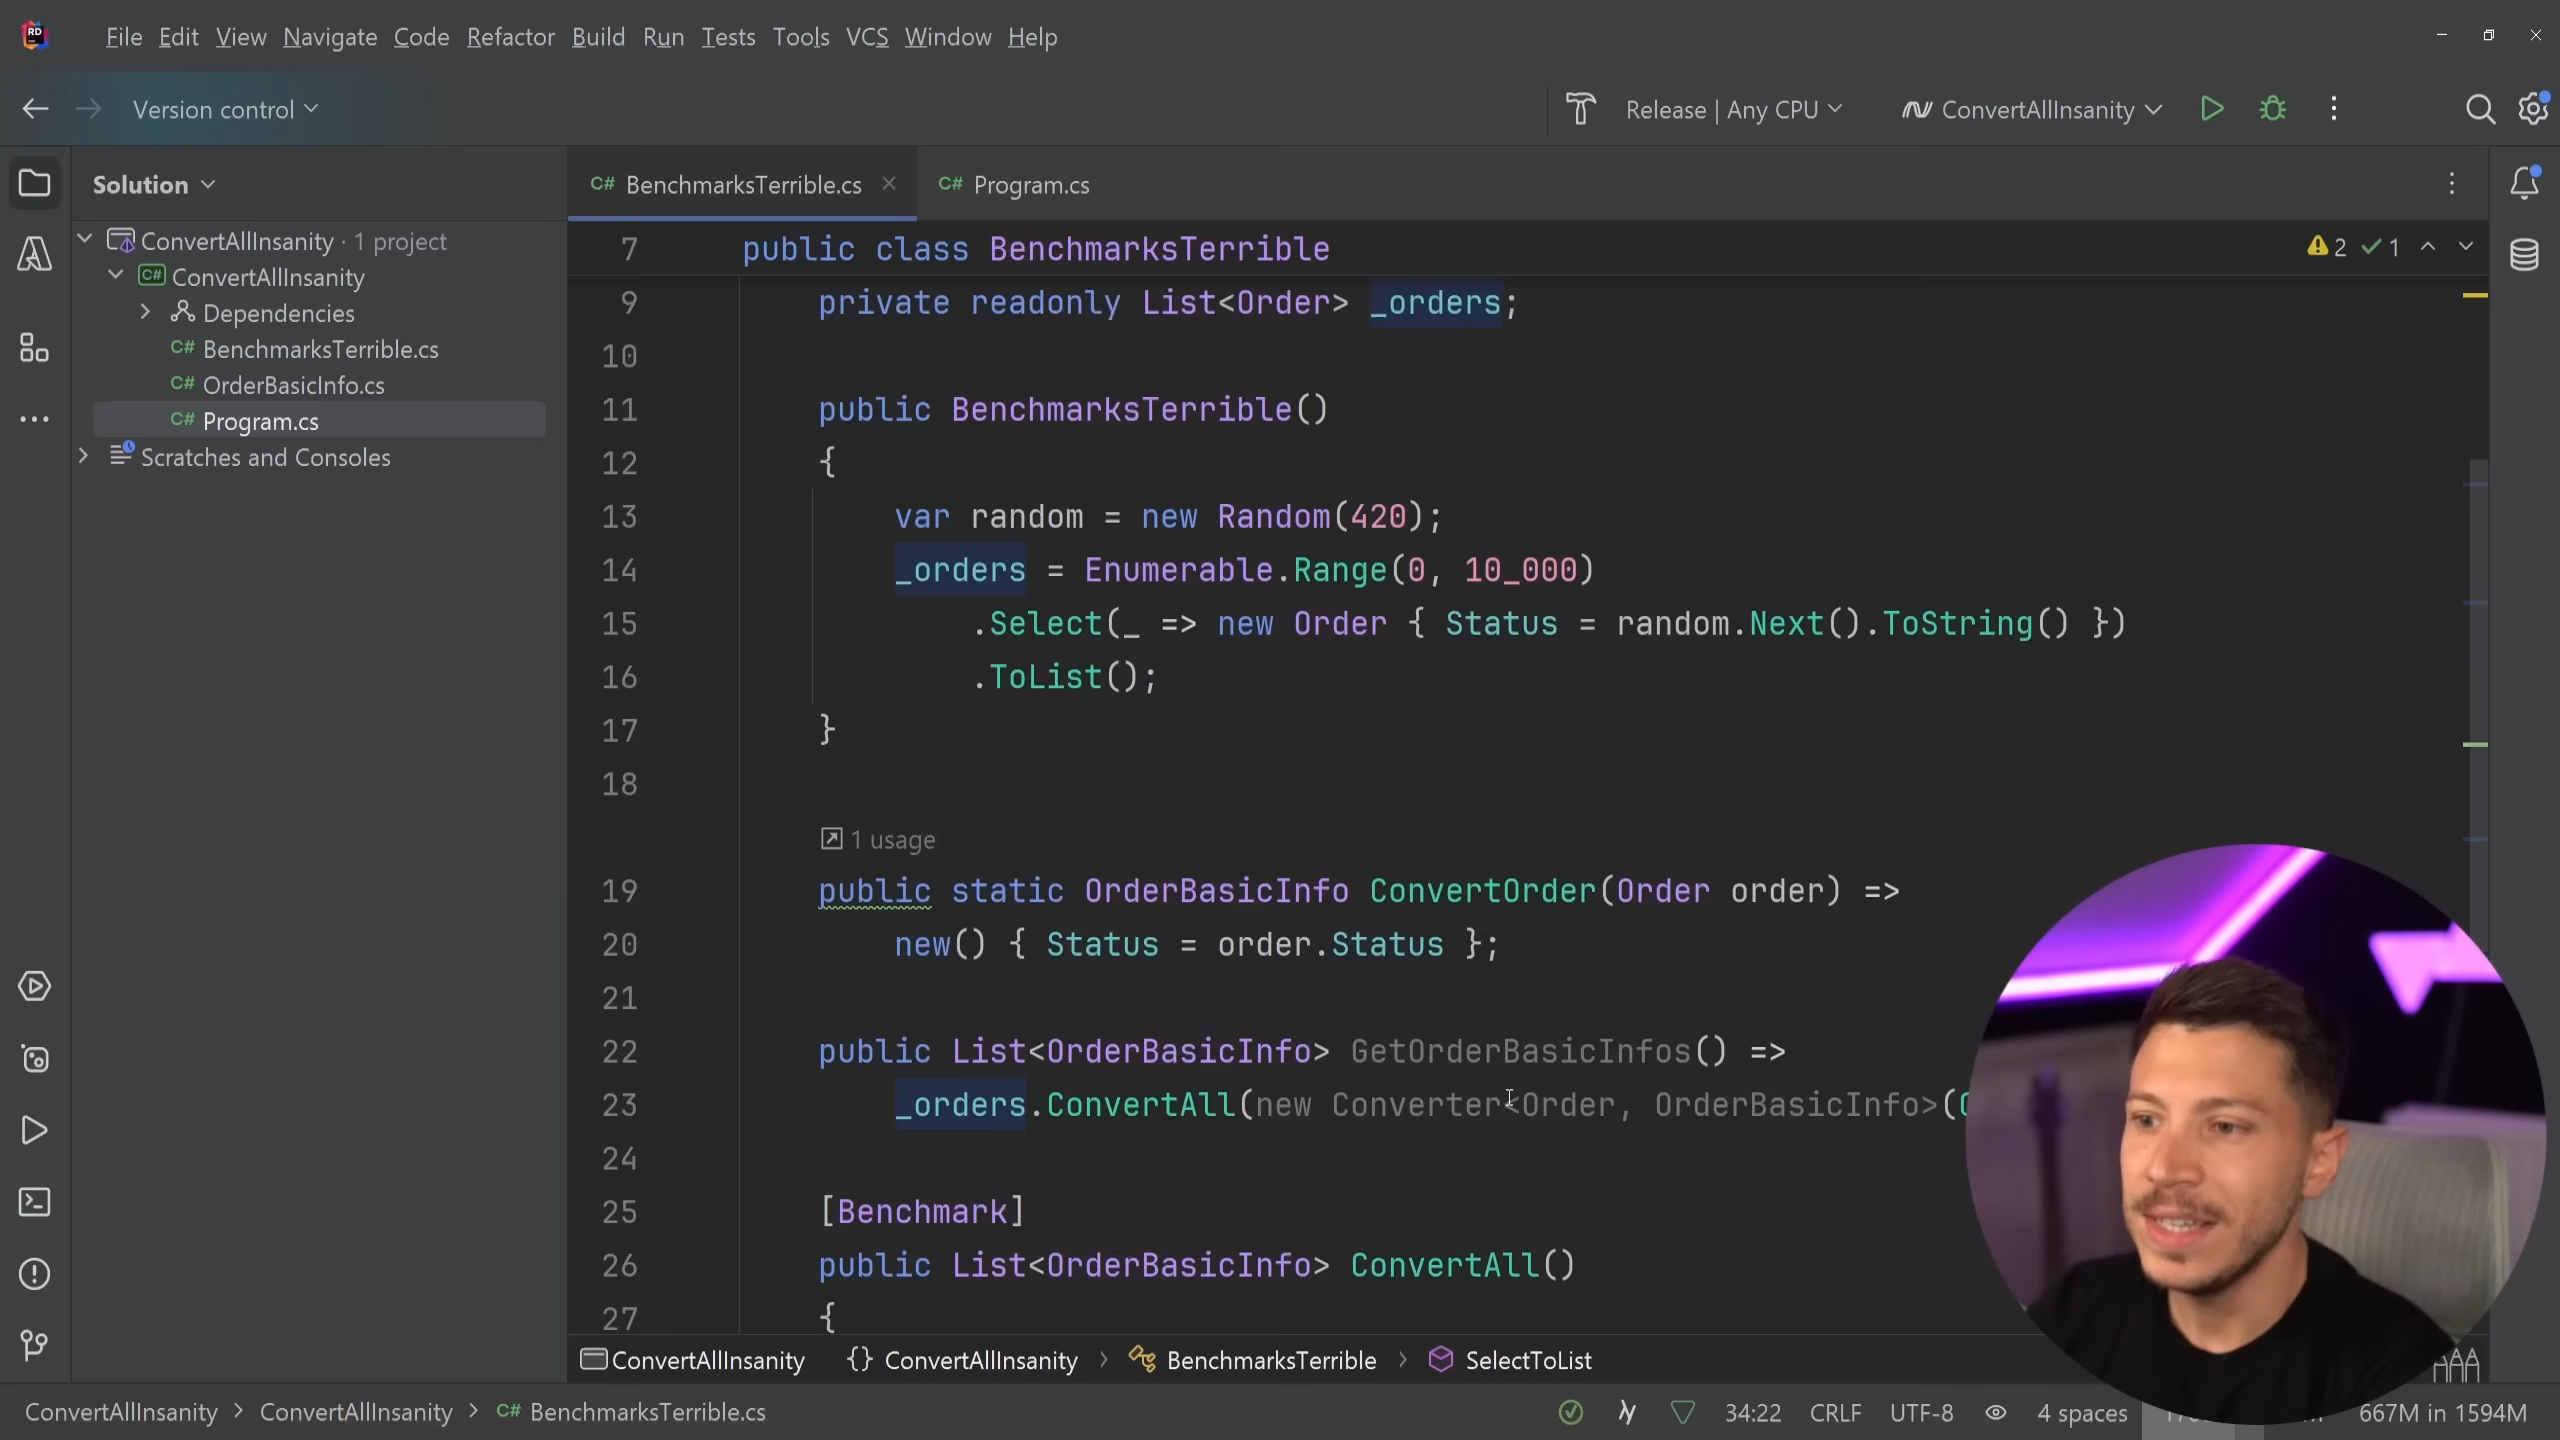 RD File Edit View Navigate Code Refactor Build Run Tests Tools VCS Window Help
Version control
Release | Any CPU
ConvertAllInsanity
Solution
ConvertAllInsanity · 1 project
C# ConvertAllInsanity
Dependencies
C# BenchmarksTerrible.cs
C# OrderBasicInfo.cs
C# Program.cs
Scratches and Consoles
C# BenchmarksTerrible.cs
C# Program.cs
2 1
7 public class BenchmarksTerrible
9 private readonly List<Order> _orders;
10
11 public BenchmarksTerrible()
12 {
13 var random = new Random(420);
14 _orders = Enumerable.Range(0, 10_000)
15 .Select(_ => new Order { Status = random.Next().ToString() })
16 .ToList();
17 }
18
1 usage
19 public static OrderBasicInfo ConvertOrder(Order order) =>
20 new() { Status = order.Status };
21
22 public List<OrderBasicInfo> GetOrderBasicInfos() =>
23 _orders.ConvertAll(new Converter<Order, OrderBasicInfo>(
24
25 [Benchmark]
26 public List<OrderBasicInfo> ConvertAll()
27 {
ConvertAllInsanity {} ConvertAllInsanity > BenchmarksTerrible > SelectToList
ConvertAllInsanity > ConvertAllInsanity > C# BenchmarksTerrible.cs
34:22 CRLF UTF-8 4 spaces
667M in 1594M